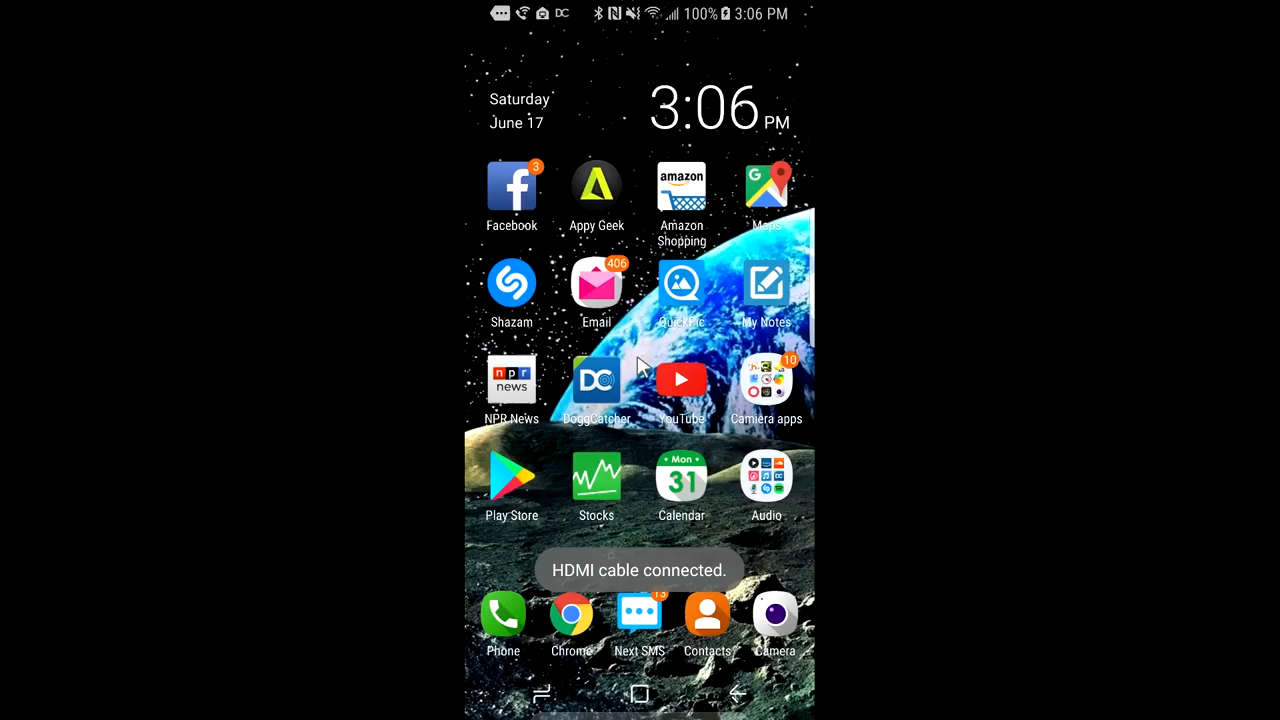 DC 100% 3:06 PM
Saturday
June 17
3:06 PM
3
amazon
G
Facebook
Appy Geek
Amazon
Shopping
Maps
406
Shazam
Email
QuickPic
My Notes
npr
news
DC
10
NPR News
DoggCatcher
YouTube
Camera apps
Mon
31
Play Store
Stocks
Calendar
Audio
HDMI cable connected.
13
Phone
Chrome
Next SMS
Contacts
Camera